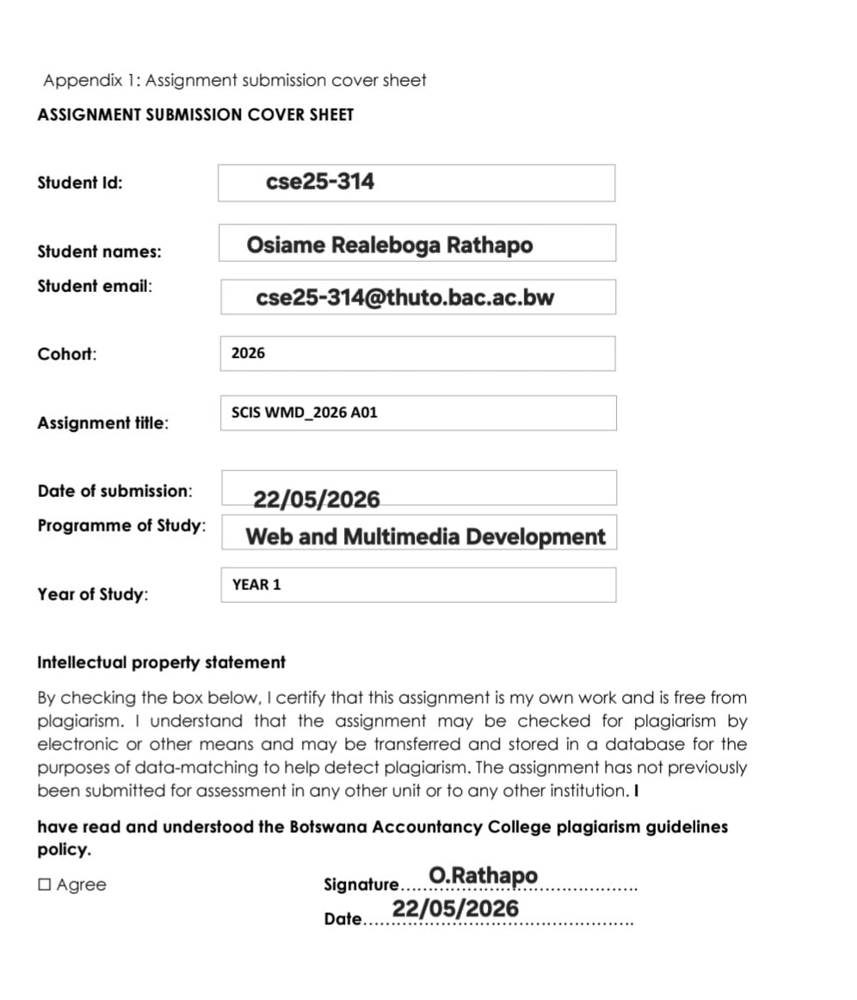 Appendix 1: Assignment submission cover sheet
ASSIGNMENT SUBMISSION COVER SHEET
Student Id: cse25-314
Student names: Osiame Realeboga Rathapo
Student email: cse25-314@thuto.bac.ac.bw
Cohort: 2026
Assignment title: SCIS WMD_2026 A01
Date of submission: 22/05/2026
Programme of Study: Web and Multimedia Development
Year of Study: YEAR 1
Intellectual property statement
By checking the box below, I certify that this assignment is my own work and is free from
plagiarism. I understand that the assignment may be checked for plagiarism by
electronic or other means and may be transferred and stored in a database for the
purposes of data-matching to help detect plagiarism. The assignment has not previously
been submitted for assessment in any other unit or to any other institution. I
have read and understood the Botswana Accountancy College plagiarism guidelines
policy.
☐ Agree Signature..... O.Rathapo .....................
Date..... 22/05/2026 .....................